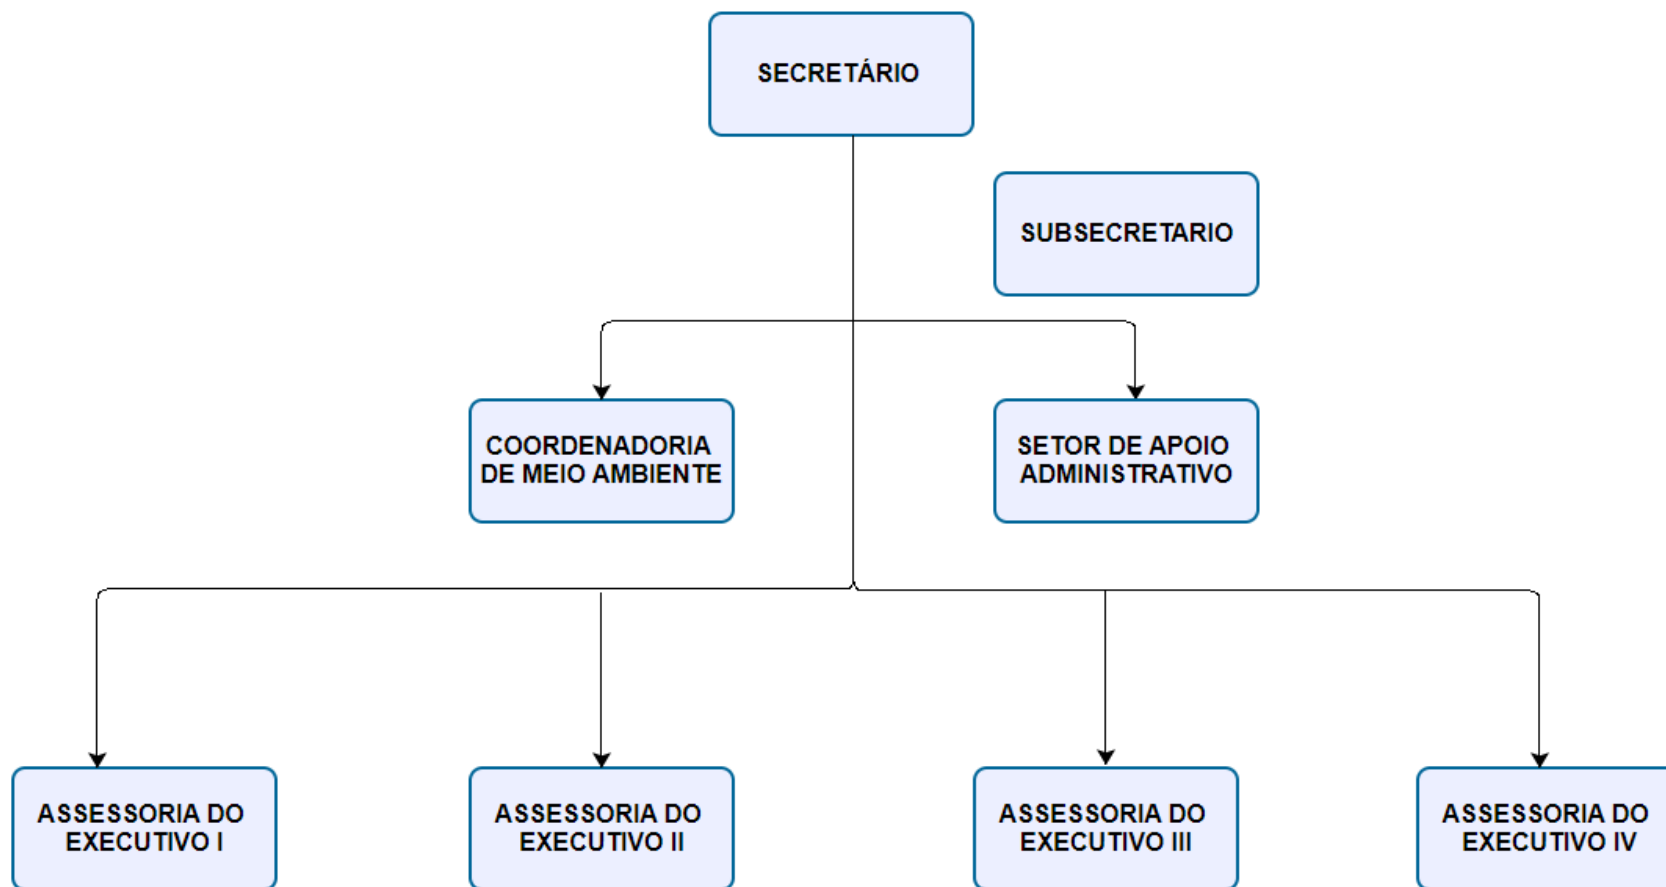 SECRETÁRIO
SUBSECRETARIO
COORDENADORIA
DE MEIO AMBIENTE
SETOR DE APOIO
ADMINISTRATIVO
ASSESSORIA DO
EXECUTIVO I
ASSESSORIA DO
EXECUTIVO II
ASSESSORIA DO
EXECUTIVO III
ASSESSORIA DO
EXECUTIVO IV